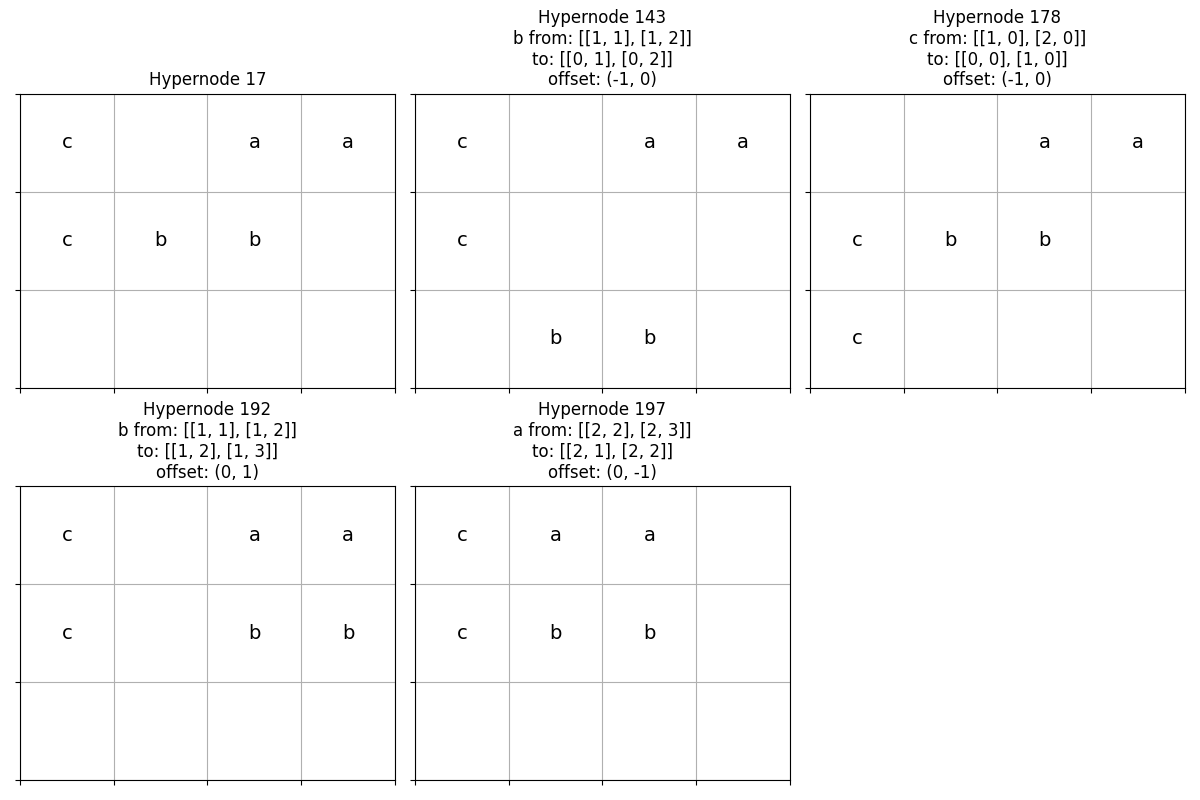 Hypernode 17
c a a
c b b
Hypernode 143
b from: [[1, 1], [1, 2]]
to: [[0, 1], [0, 2]]
offset: (-1, 0)
c a a
c
b b
Hypernode 178
c from: [[1, 0], [2, 0]]
to: [[0, 0], [1, 0]]
offset: (-1, 0)
a a
c b b
c
Hypernode 192
b from: [[1, 1], [1, 2]]
to: [[1, 2], [1, 3]]
offset: (0, 1)
c a a
c b b
Hypernode 197
a from: [[2, 2], [2, 3]]
to: [[2, 1], [2, 2]]
offset: (0, -1)
c a a
c b b